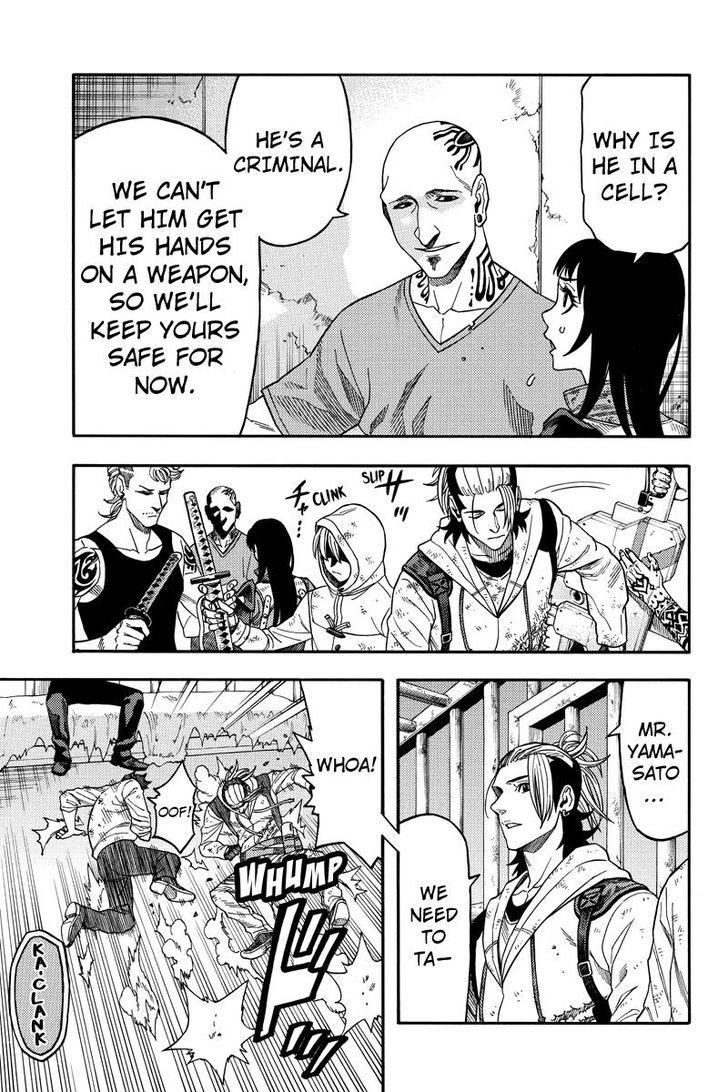 WHY IS
HE IN A
CELL?
HE'S A
CRIMINAL.
WE CAN'T
LET HIM GET
HIS HANDS
ON A WEAPON,
SO WE'LL
KEEP YOURS
SAFE FOR
NOW.
SLIP
CLINK
MR.
YAMA-
SATO
...
WE
NEED
TO
TA—
WHOA!
OOF!
WHUMP
ドド
KA-CLANK